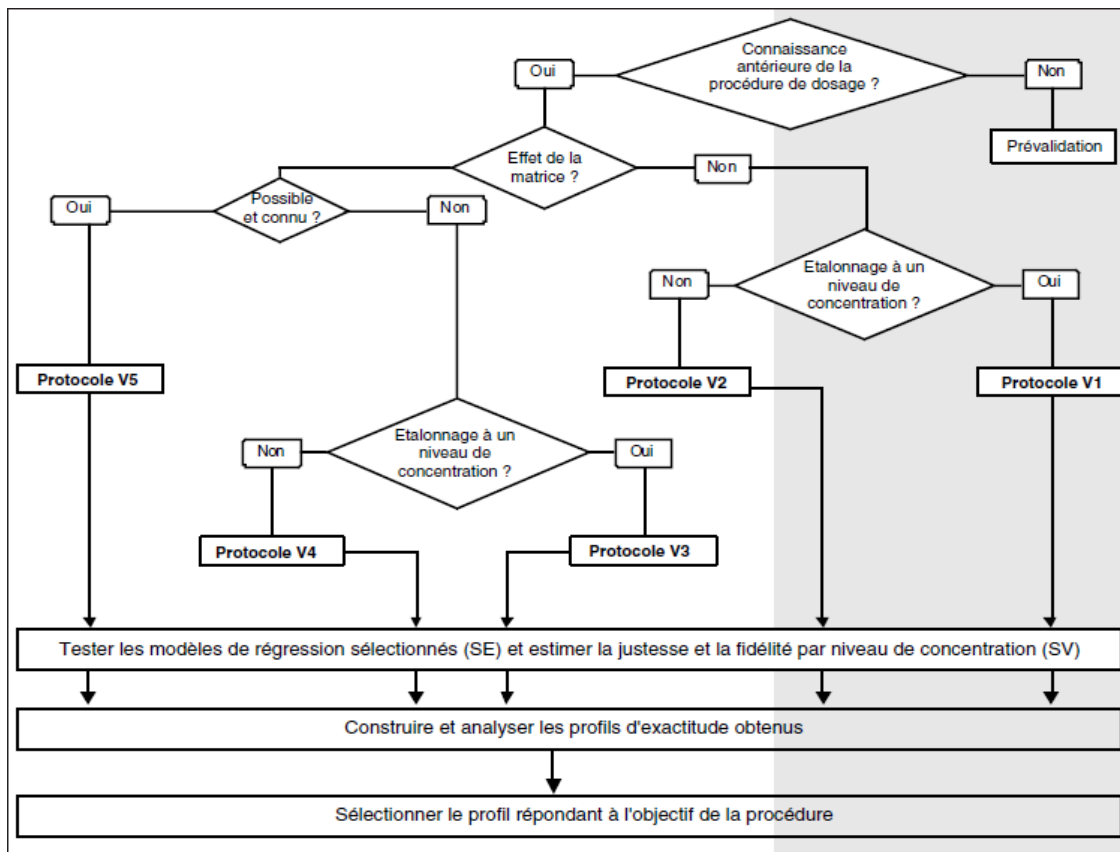 Connaissance
antérieure de la
procédure de dosage ?
Oui
Non
Prévalidation
Effet de la
matrice ?
Non
Possible
et connu ?
Oui
Non
Etalonnage à un
niveau de
concentration ?
Non
Oui
Protocole V5
Protocole V2
Protocole V1
Etalonnage à un
niveau de
concentration ?
Non
Oui
Protocole V4
Protocole V3
Tester les modèles de régression sélectionnés (SE) et estimer la justesse et la fidélité par niveau de concentration (SV)
Construire et analyser les profils d'exactitude obtenus
Sélectionner le profil répondant à l'objectif de la procédure